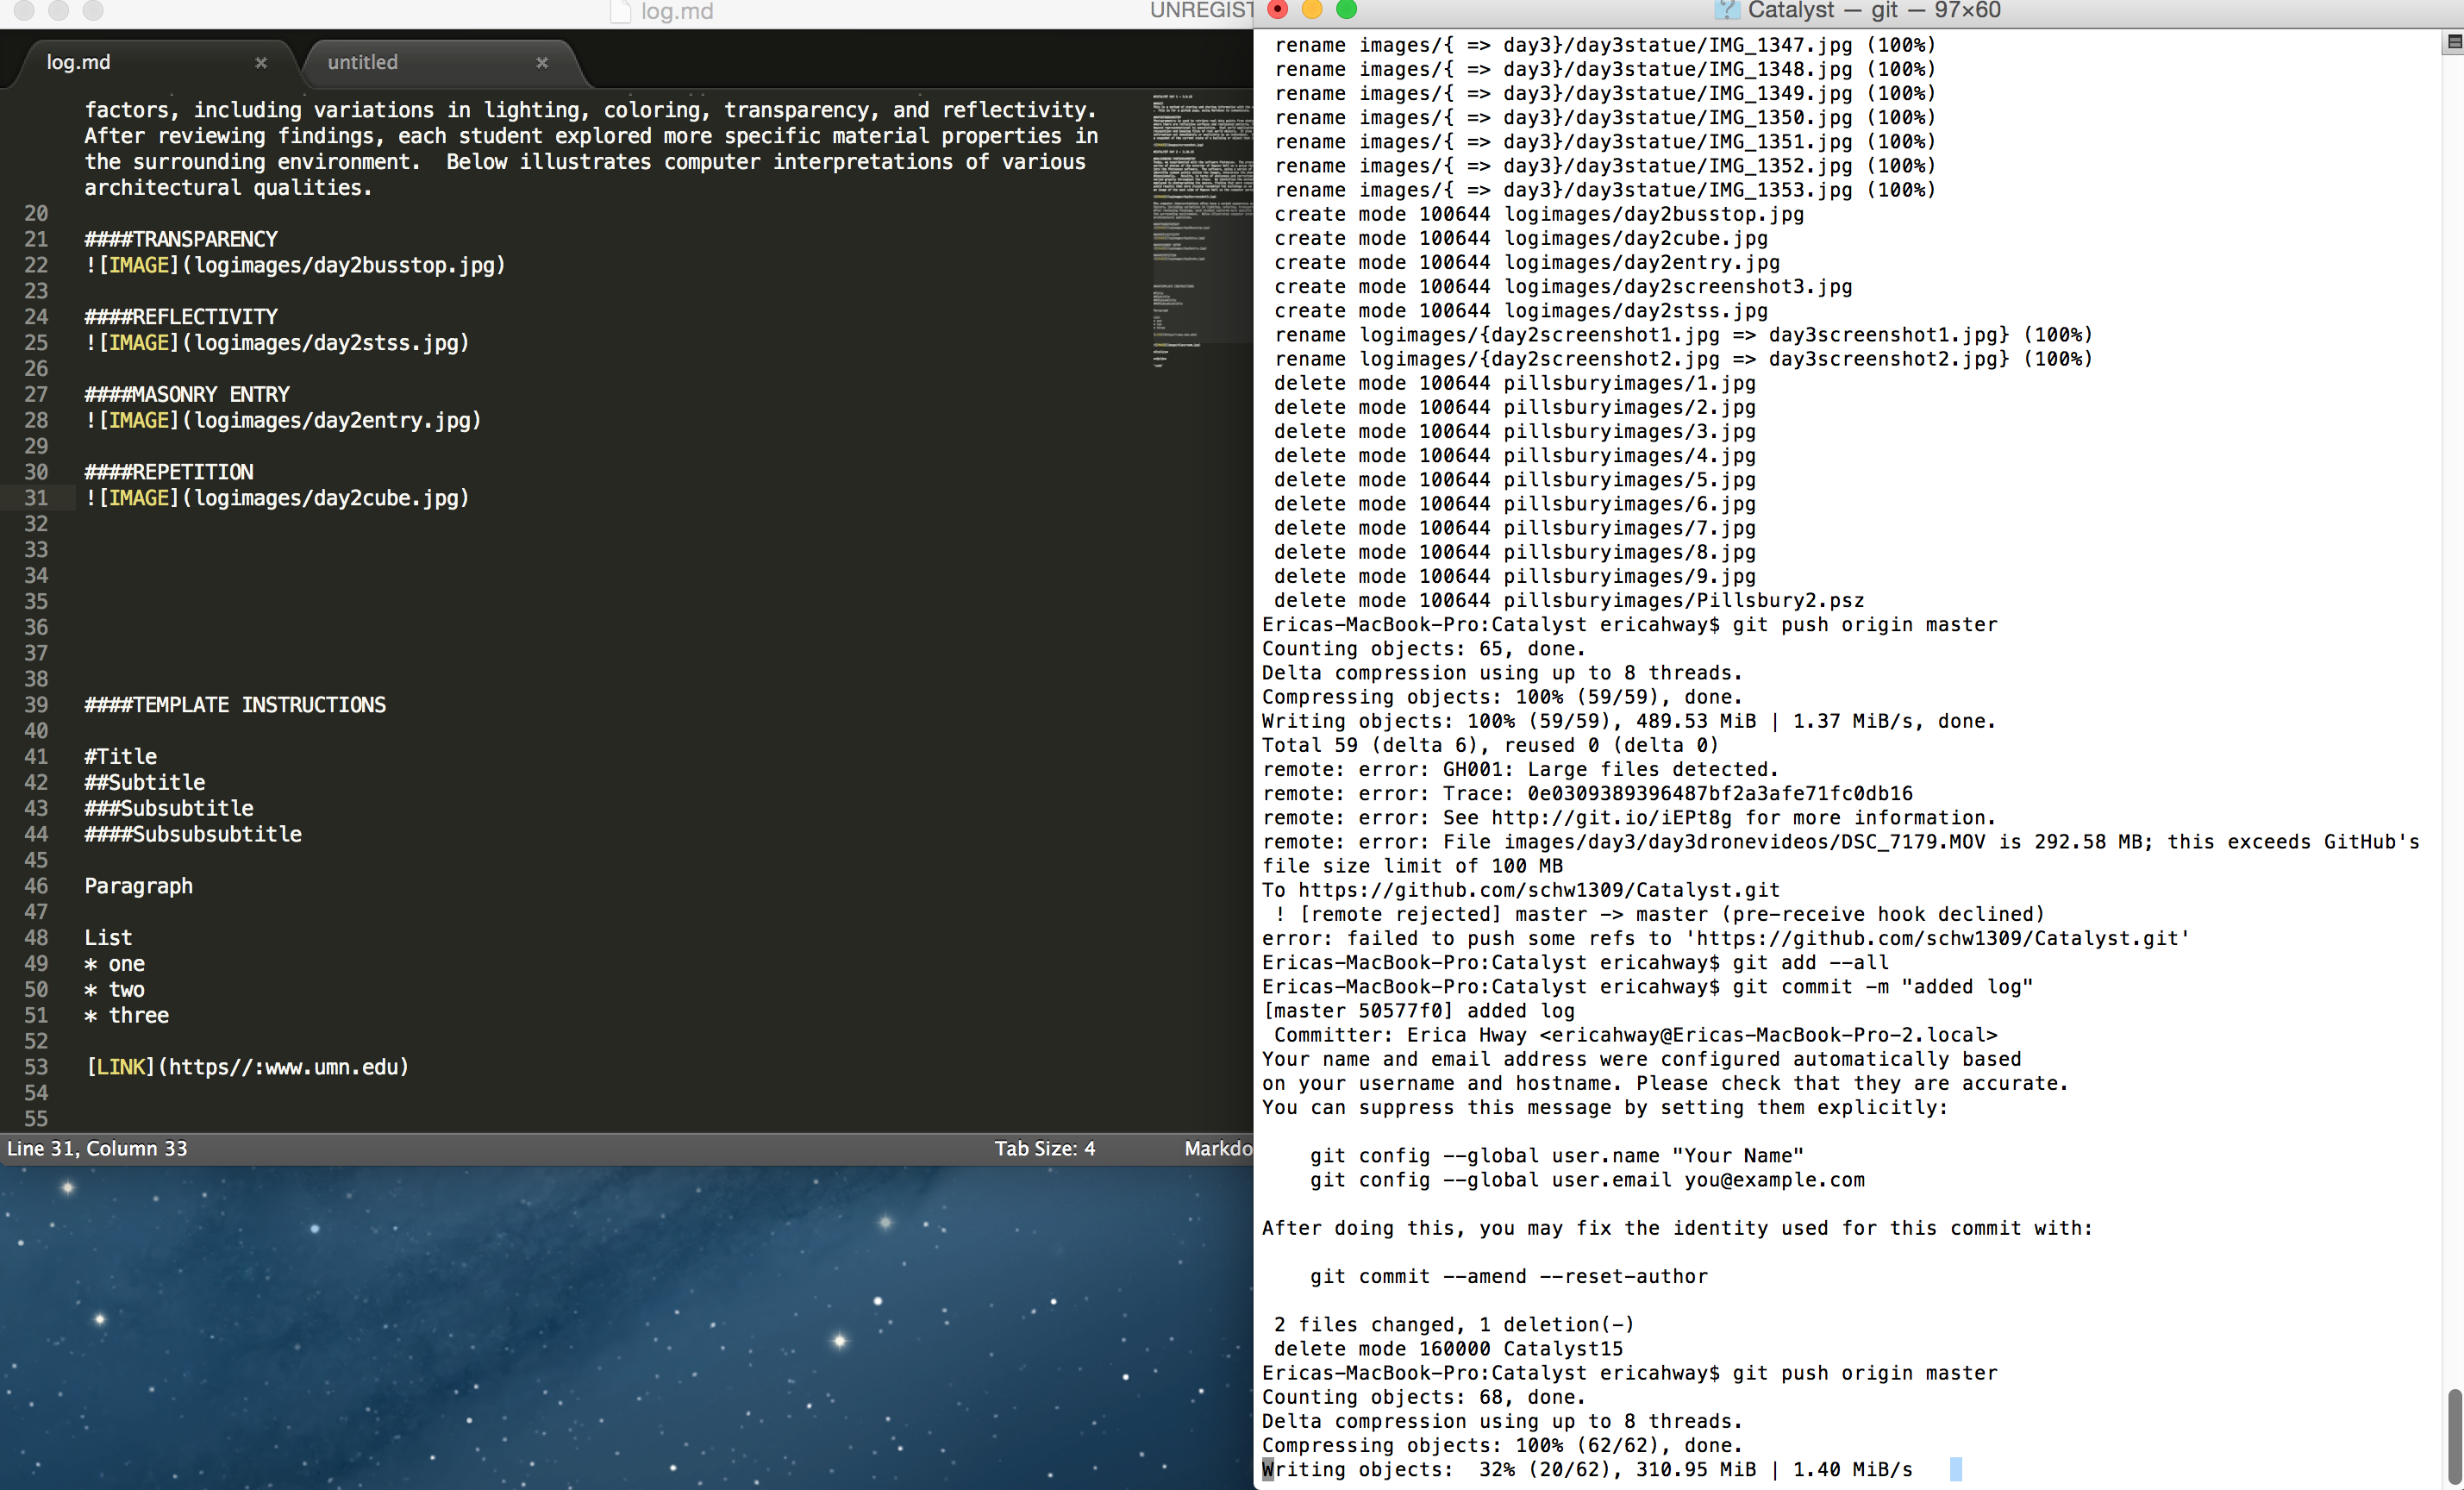 log.md
UNREGIST
log.md
untitled
factors, including variations in lighting, coloring, transparency, and reflectivity.
After reviewing findings, each student explored more specific material properties in
the surrounding environment.  Below illustrates computer interpretations of various
architectural qualities.
20
21 ####TRANSPARENCY
22 ![IMAGE](logimages/day2busstop.jpg)
23
24 ####REFLECTIVITY
25 ![IMAGE](logimages/day2stss.jpg)
26
27 ####MASONRY ENTRY
28 ![IMAGE](logimages/day2entry.jpg)
29
30 ####REPETITION
31 ![IMAGE](logimages/day2cube.jpg)
32
33
34
35
36
37
38
39 ####TEMPLATE INSTRUCTIONS
40
41 #Title
42 ##Subtitle
43 ###Subsubtitle
44 ####Subsubsubtitle
45
46 Paragraph
47
48 List
49 * one
50 * two
51 * three
52
53 [LINK](https//:www.umn.edu)
54
55
Line 31, Column 33
Tab Size: 4
Markdo
Catalyst — git — 97×60
rename images/{ => day3}/day3statue/IMG_1347.jpg (100%)
rename images/{ => day3}/day3statue/IMG_1348.jpg (100%)
rename images/{ => day3}/day3statue/IMG_1349.jpg (100%)
rename images/{ => day3}/day3statue/IMG_1350.jpg (100%)
rename images/{ => day3}/day3statue/IMG_1351.jpg (100%)
rename images/{ => day3}/day3statue/IMG_1352.jpg (100%)
rename images/{ => day3}/day3statue/IMG_1353.jpg (100%)
create mode 100644 logimages/day2busstop.jpg
create mode 100644 logimages/day2cube.jpg
create mode 100644 logimages/day2entry.jpg
create mode 100644 logimages/day2screenshot3.jpg
create mode 100644 logimages/day2stss.jpg
rename logimages/{day2screenshot1.jpg => day3screenshot1.jpg} (100%)
rename logimages/{day2screenshot2.jpg => day3screenshot2.jpg} (100%)
delete mode 100644 pillsburyimages/1.jpg
delete mode 100644 pillsburyimages/2.jpg
delete mode 100644 pillsburyimages/3.jpg
delete mode 100644 pillsburyimages/4.jpg
delete mode 100644 pillsburyimages/5.jpg
delete mode 100644 pillsburyimages/6.jpg
delete mode 100644 pillsburyimages/7.jpg
delete mode 100644 pillsburyimages/8.jpg
delete mode 100644 pillsburyimages/9.jpg
delete mode 100644 pillsburyimages/Pillsbury2.psz
Ericas-MacBook-Pro:Catalyst ericahway$ git push origin master
Counting objects: 65, done.
Delta compression using up to 8 threads.
Compressing objects: 100% (59/59), done.
Writing objects: 100% (59/59), 489.53 MiB | 1.37 MiB/s, done.
Total 59 (delta 6), reused 0 (delta 0)
remote: error: GH001: Large files detected.
remote: error: Trace: 0e0309389396487bf2a3afe71fc0db16
remote: error: See http://git.io/iEPt8g for more information.
remote: error: File images/day3/day3dronevideos/DSC_7179.MOV is 292.58 MB; this exceeds GitHub's
file size limit of 100 MB
To https://github.com/schw1309/Catalyst.git
! [remote rejected] master -> master (pre-receive hook declined)
error: failed to push some refs to 'https://github.com/schw1309/Catalyst.git'
Ericas-MacBook-Pro:Catalyst ericahway$ git add --all
Ericas-MacBook-Pro:Catalyst ericahway$ git commit -m "added log"
[master 50577f0] added log
Committer: Erica Hway <ericahway@Ericas-MacBook-Pro-2.local>
Your name and email address were configured automatically based
on your username and hostname. Please check that they are accurate.
You can suppress this message by setting them explicitly:
git config --global user.name "Your Name"
git config --global user.email you@example.com
After doing this, you may fix the identity used for this commit with:
git commit --amend --reset-author
2 files changed, 1 deletion(-)
delete mode 160000 Catalyst15
Ericas-MacBook-Pro:Catalyst ericahway$ git push origin master
Counting objects: 68, done.
Delta compression using up to 8 threads.
Compressing objects: 100% (62/62), done.
Writing objects:  32% (20/62), 310.95 MiB | 1.40 MiB/s